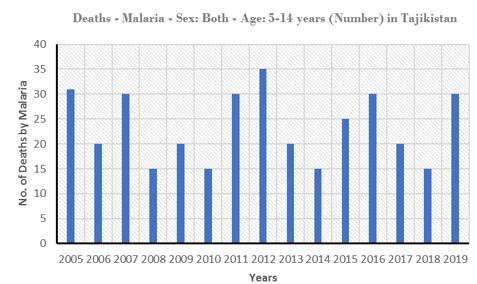 Deaths - Malaria - Sex: Both - Age: 5-14 years (Number) in Tajikistan
No. of Deaths by Malaria
40
35
30
25
20
15
10
5
0
2005 2006 2007 2008 2009 2010 2011 2012 2013 2014 2015 2016 2017 2018 2019
Years